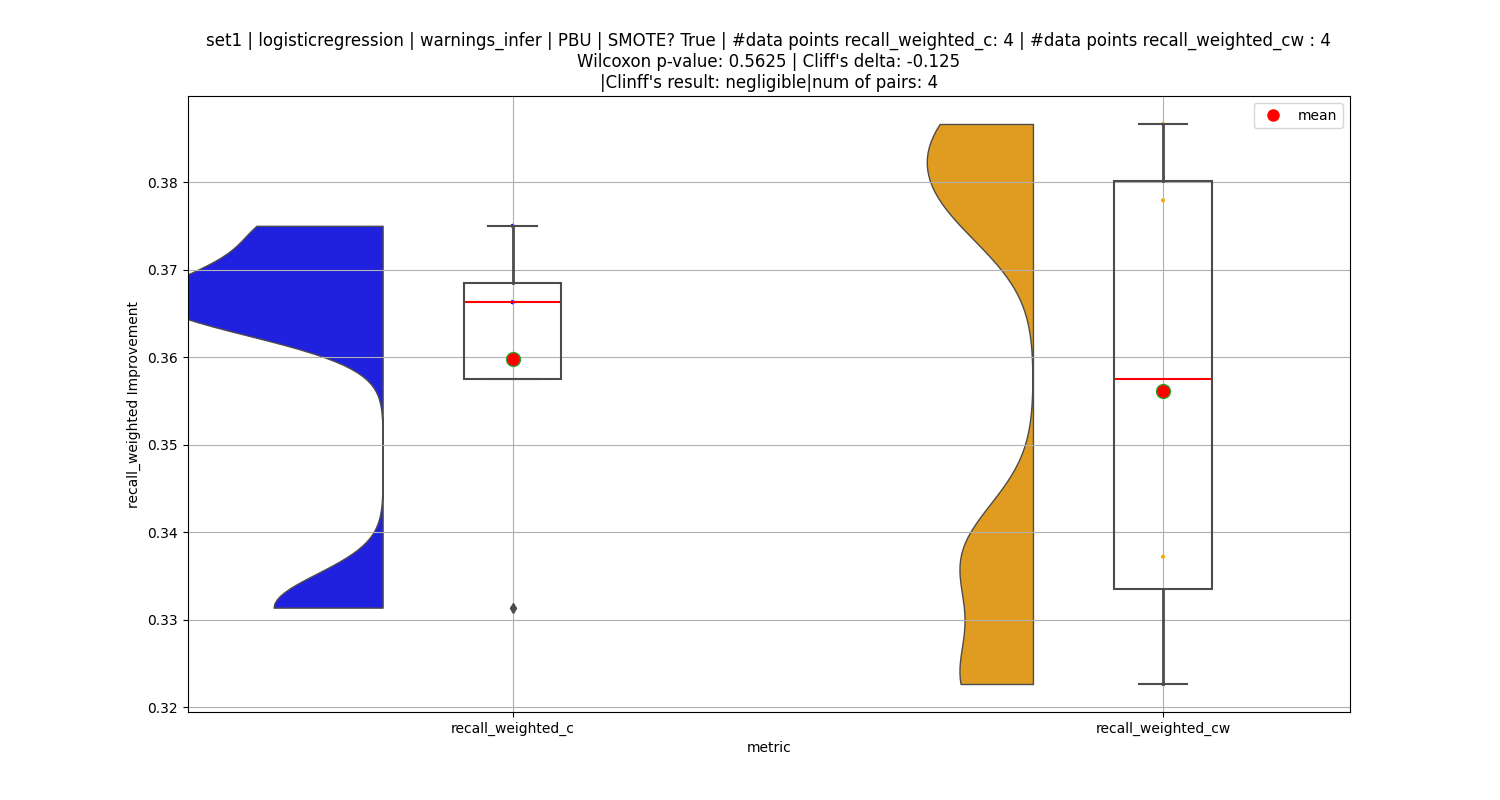 set1 | logisticregression | warnings_infer | PBU | SMOTE? True | #data points recall_weighted_c: 4 | #data points recall_weighted_cw : 4
Wilcoxon p-value: 0.5625 | Cliff's delta: -0.125
|Clinff's result: negligible|num of pairs: 4
mean
0.38
0.37
0.36
0.35
0.34
0.33
0.32
recall_weighted Improvement
recall_weighted_c
recall_weighted_cw
metric